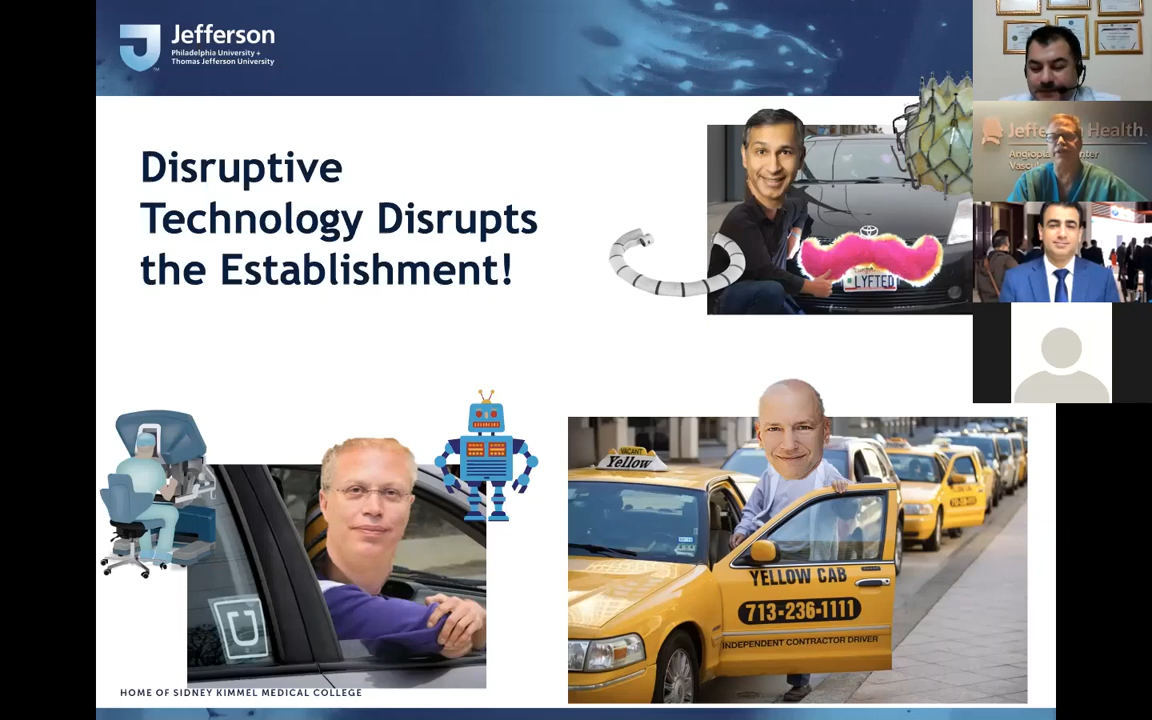 Jefferson
Philadelphia University +
Thomas Jefferson University
Disruptive
Technology Disrupts
the Establishment!
LYFTED
Health
VACANT
Yellow
YELLOW CAB
713-236-1111
INDEPENDENT CONTRACTOR DRIVER
HOME OF SIDNEY KIMMEL MEDICAL COLLEGE